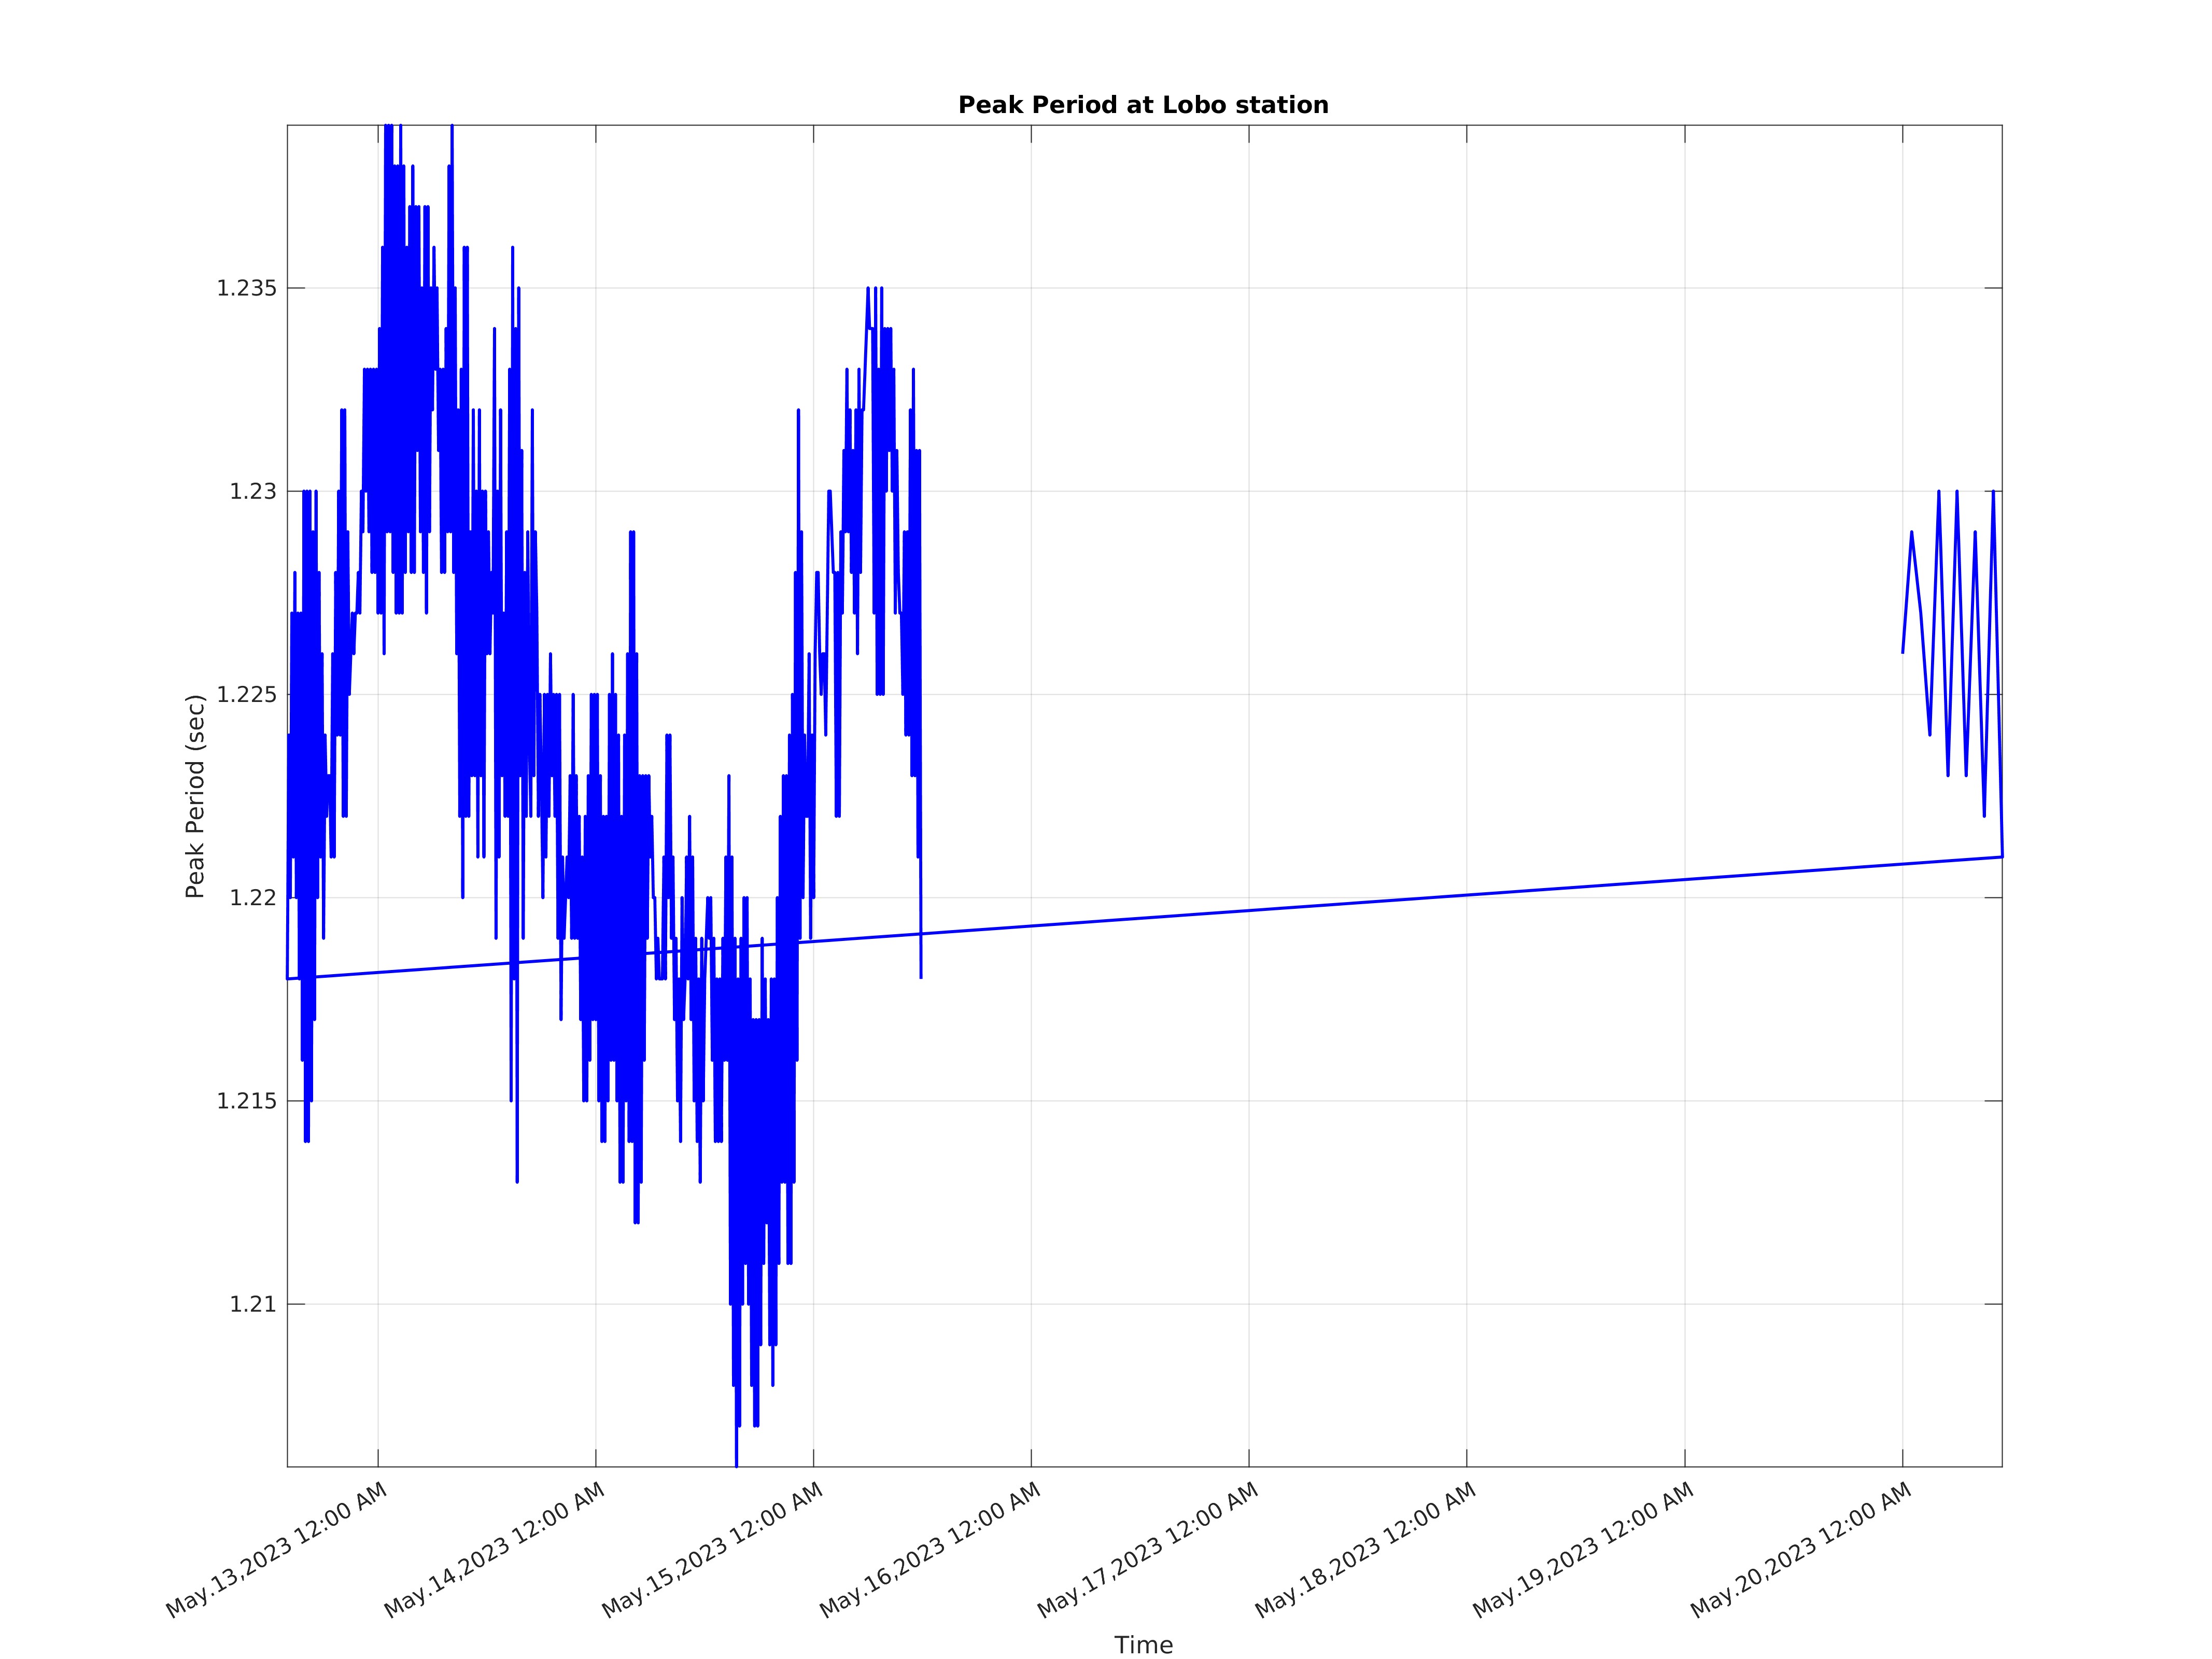 Peak Period at Lobo station
Peak Period (sec)
1.235
1.23
1.225
1.22
1.215
1.21
May.13,2023 12:00 AM
May.14,2023 12:00 AM
May.15,2023 12:00 AM
May.16,2023 12:00 AM
May.17,2023 12:00 AM
May.18,2023 12:00 AM
May.19,2023 12:00 AM
May.20,2023 12:00 AM
Time